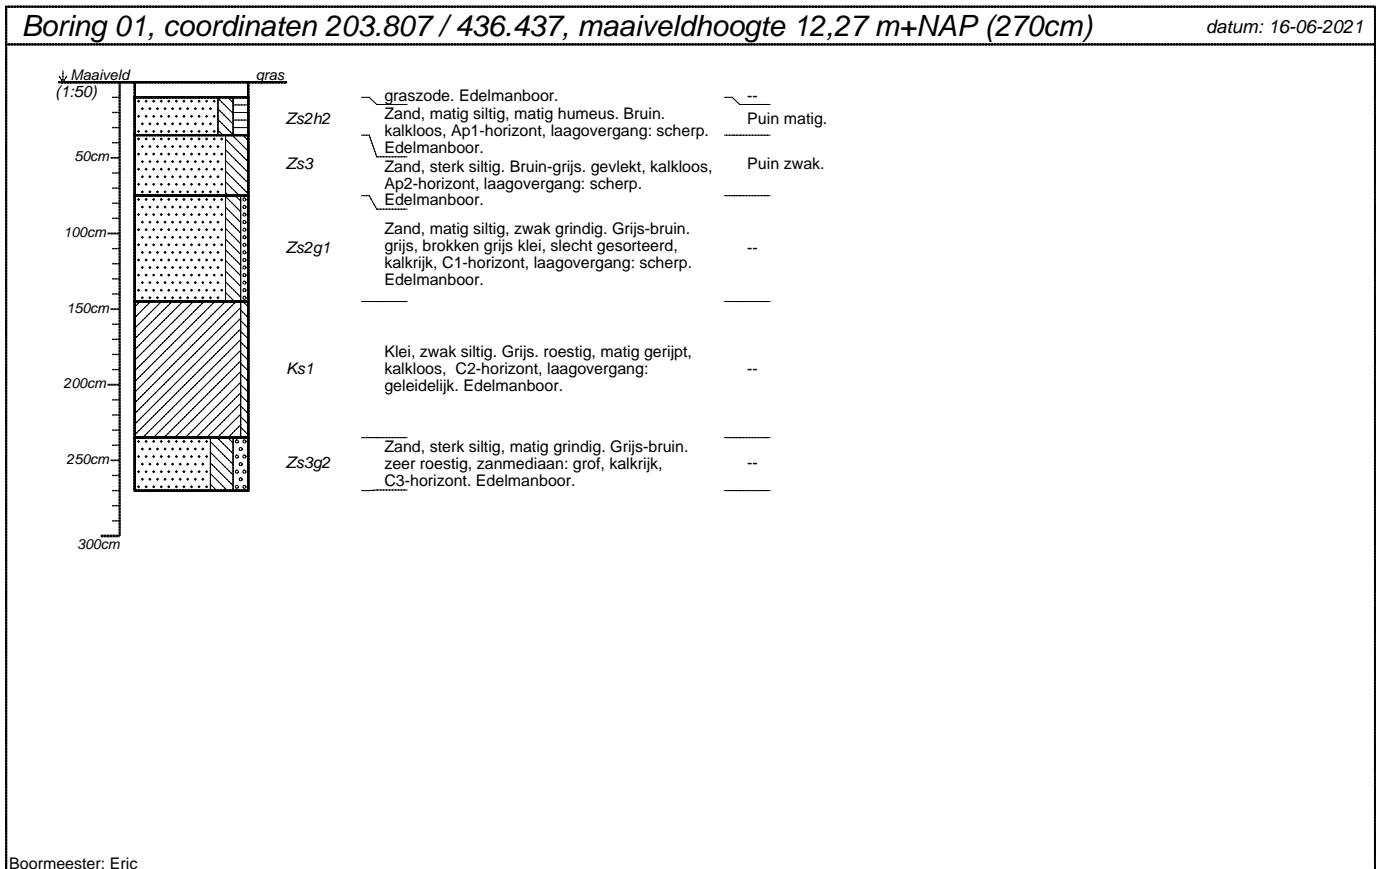 Boring 01, coordinaten 203.807 / 436.437, maaiveldhoogte 12,27 m+NAP (270cm)
datum: 16-06-2021
Maaiveld
gras
(1:50)
graszode. Edelmanboor.
--
Zs2h2
Zand, matig siltig, matig humeus. Bruin.
kalkloos, Ap1-horizont, laagovergang: scherp.
Edelmanboor.
Puin matig.
50cm
Zs3
Zand, sterk siltig. Bruin-grijs. gevlekt, kalkloos,
Ap2-horizont, laagovergang: scherp.
Edelmanboor.
Puin zwak.
100cm
Zs2g1
Zand, matig siltig, zwak grindig. Grijs-bruin.
grijs, brokken grijs klei, slecht gesorteerd,
kalkrijk, C1-horizont, laagovergang: scherp.
Edelmanboor.
--
150cm
Ks1
Klei, zwak siltig. Grijs. roestig, matig gerijpt,
kalkloos,  C2-horizont, laagovergang:
geleidelijk. Edelmanboor.
--
200cm
250cm
Zs3g2
Zand, sterk siltig, matig grindig. Grijs-bruin.
zeer roestig, zanmediaan: grof, kalkrijk,
C3-horizont. Edelmanboor.
--
300cm
Boormeester: Eric